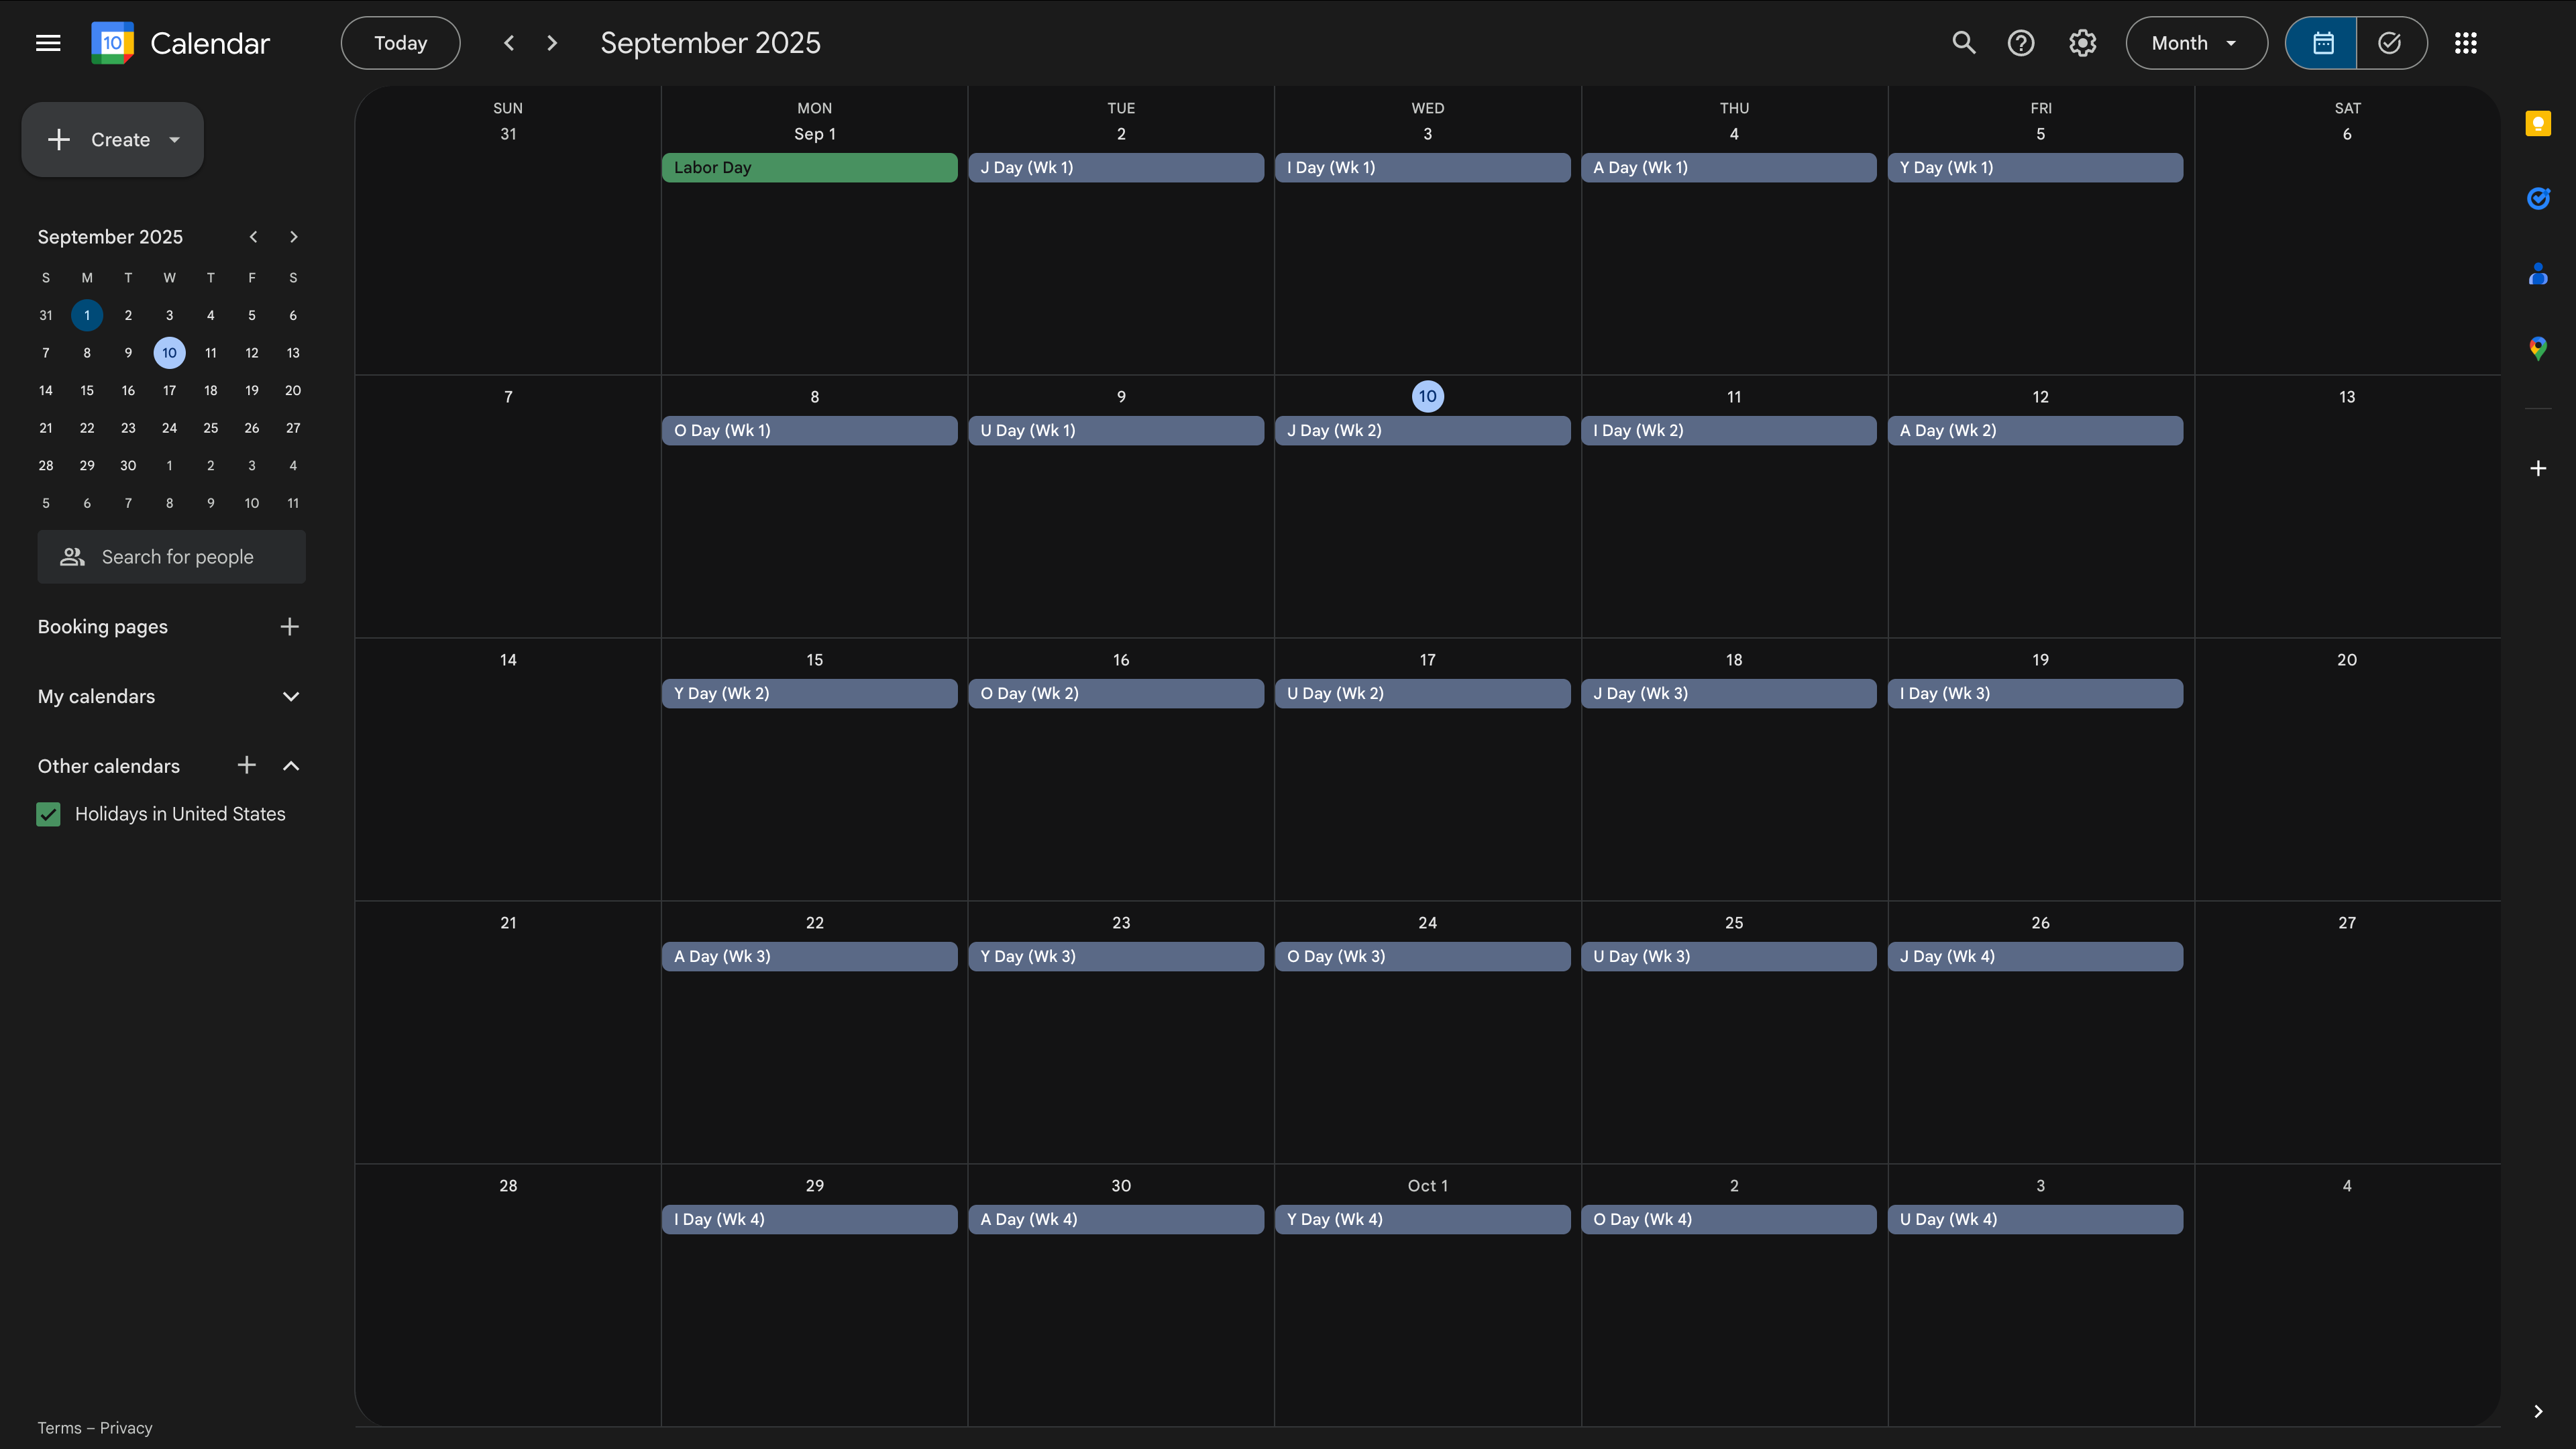 10 Calendar Today September 2025 Month
Create
September 2025
S M T W T F S
31 1 2 3 4 5 6
7 8 9 10 11 12 13
14 15 16 17 18 19 20
21 22 23 24 25 26 27
28 29 30 1 2 3 4
5 6 7 8 9 10 11
Search for people
Booking pages
My calendars
Other calendars
Holidays in United States
Terms – Privacy
SUN MON TUE WED THU FRI SAT
31 Sep 1 2 3 4 5 6
Labor Day J Day (Wk 1) I Day (Wk 1) A Day (Wk 1) Y Day (Wk 1)
7 8 9 10 11 12 13
O Day (Wk 1) U Day (Wk 1) J Day (Wk 2) I Day (Wk 2) A Day (Wk 2)
14 15 16 17 18 19 20
Y Day (Wk 2) O Day (Wk 2) U Day (Wk 2) J Day (Wk 3) I Day (Wk 3)
21 22 23 24 25 26 27
A Day (Wk 3) Y Day (Wk 3) O Day (Wk 3) U Day (Wk 3) J Day (Wk 4)
28 29 30 Oct 1 2 3 4
I Day (Wk 4) A Day (Wk 4) Y Day (Wk 4) O Day (Wk 4) U Day (Wk 4)